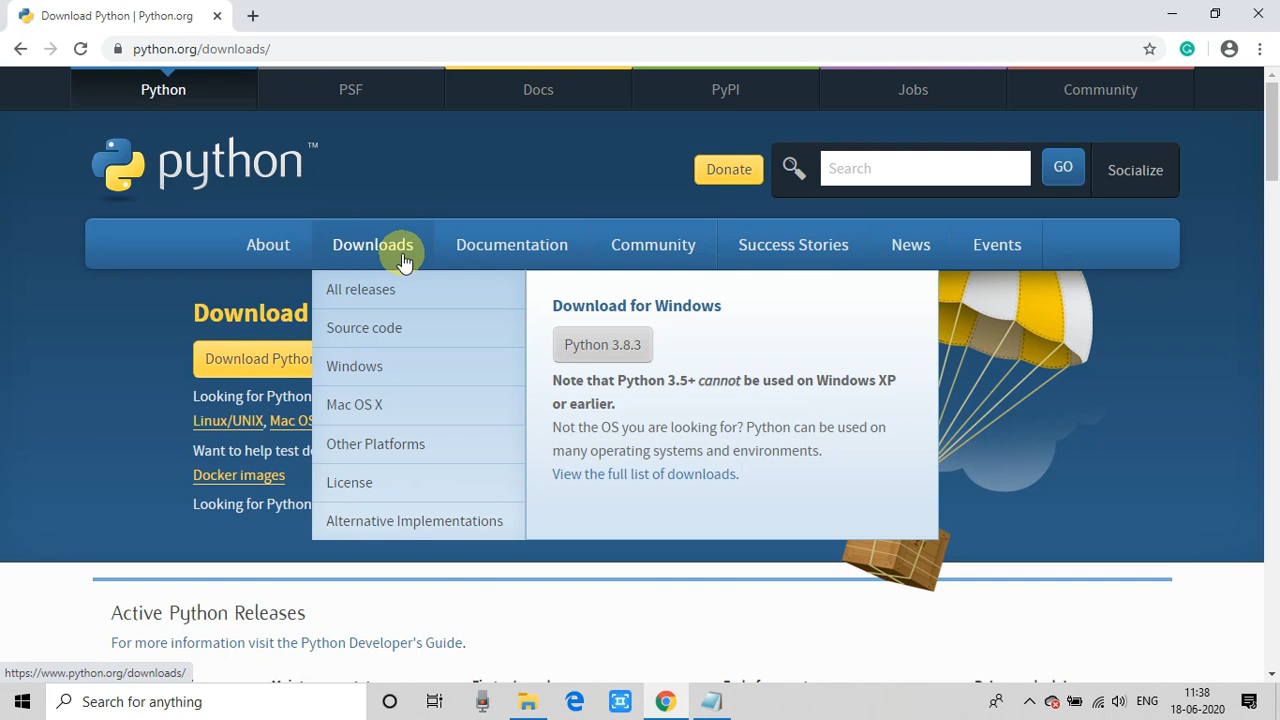 Download Python | Python.org
python.org/downloads/
Python
PSF
Docs
PyPI
Jobs
Community
python™
Donate
Search
GO
Socialize
About
Downloads
Documentation
Community
Success Stories
News
Events
Download
Download Python
Looking for Python
Linux/UNIX, Mac OS
Want to help test
Docker images
Looking for Python
All releases
Source code
Windows
Mac OS X
Other Platforms
License
Alternative Implementations
Download for Windows
Python 3.8.3
Note that Python 3.5+ cannot be used on Windows XP
or earlier.
Not the OS you are looking for? Python can be used on
many operating systems and environments.
View the full list of downloads.
Active Python Releases
For more information visit the Python Developer's Guide.
https://www.python.org/downloads/
Search for anything
ENG
11:38
18-06-2020